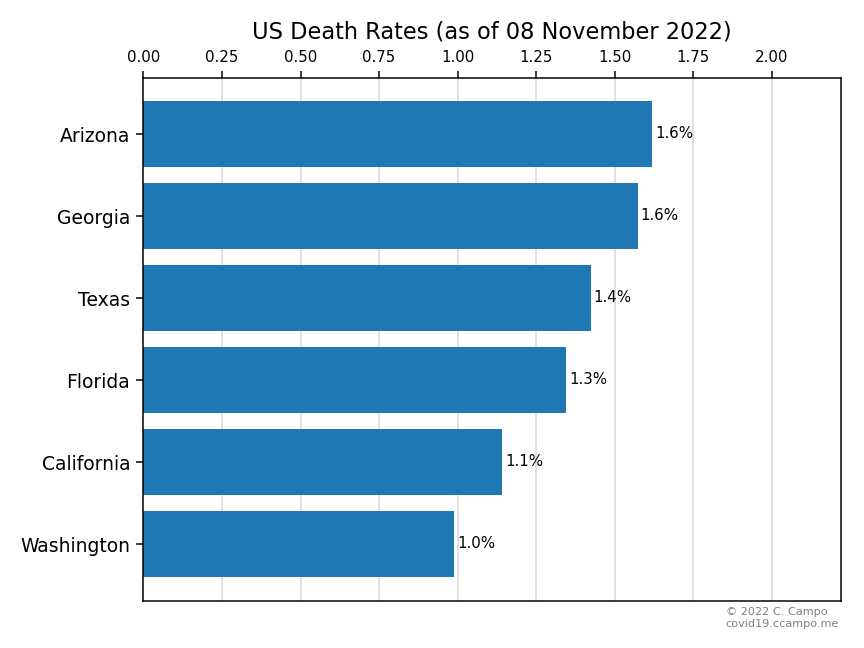 US Death Rates (as of 08 November 2022)
0.00 0.25 0.50 0.75 1.00 1.25 1.50 1.75 2.00
Arizona 1.6%
Georgia 1.6%
Texas 1.4%
Florida 1.3%
California 1.1%
Washington 1.0%
© 2022 C. Campo
covid19.ccampo.me